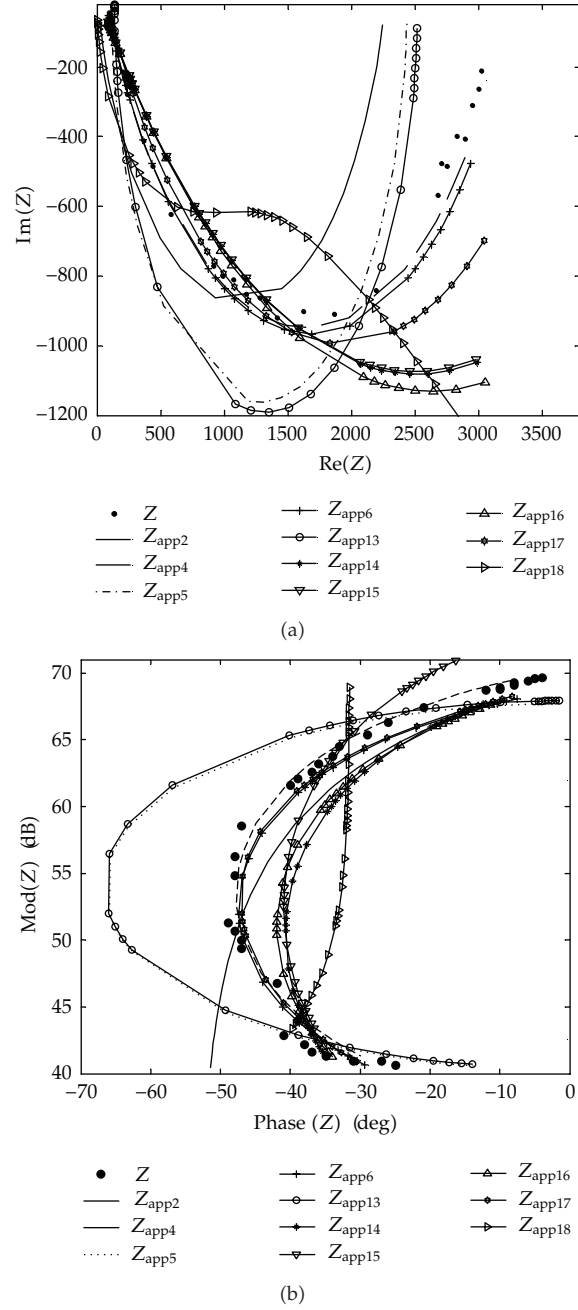 −200
−400
−600
−800
−1000
−1200
Im(Z)
0 500 1000 1500 2000 2500 3000 3500
Re(Z)
Z Zapp6 Zapp16
Zapp2 Zapp13 Zapp17
Zapp4 Zapp14 Zapp18
Zapp5 Zapp15
(a)
70
65
60
55
50
45
40
Mod(Z) (dB)
−70 −60 −50 −40 −30 −20 −10 0
Phase (Z) (deg)
Z Zapp6 Zapp16
Zapp2 Zapp13 Zapp17
Zapp4 Zapp14 Zapp18
Zapp5 Zapp15
(b)